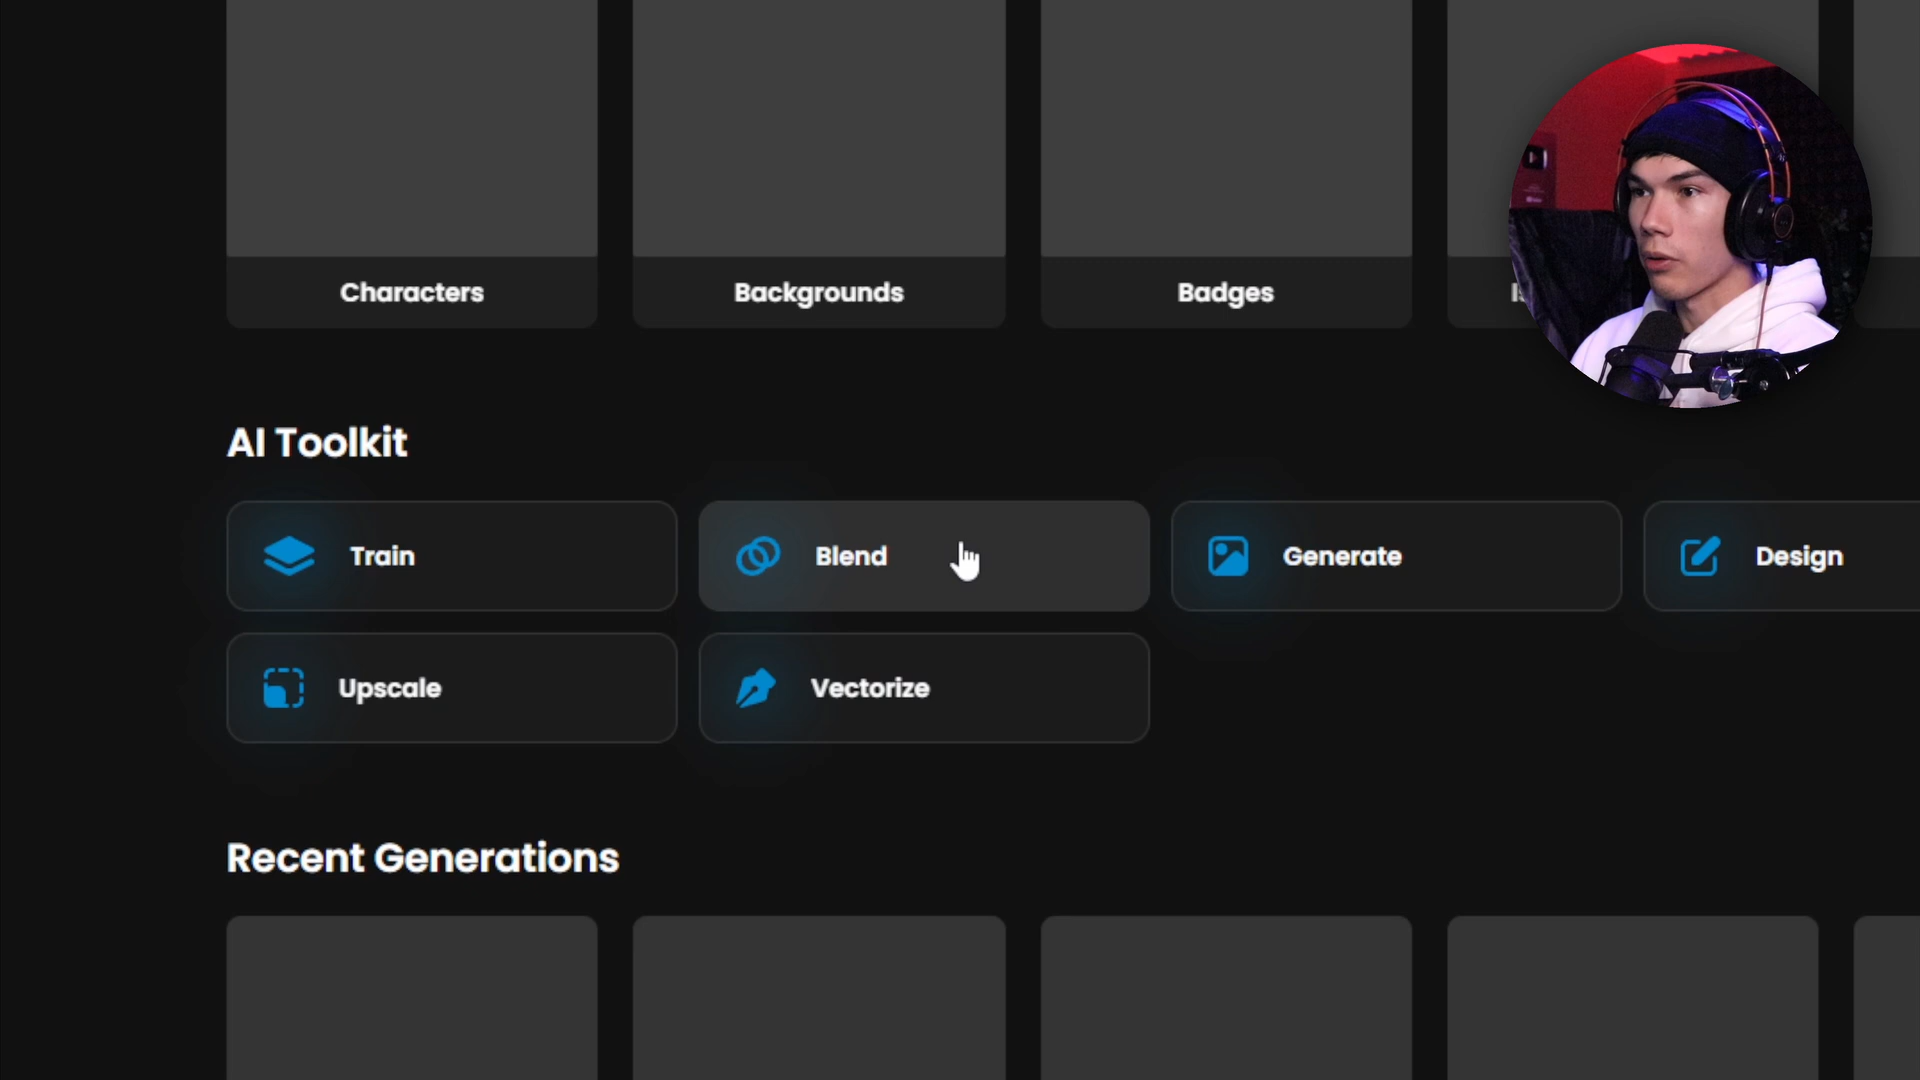 Characters
Backgrounds
Badges
AI Toolkit
Train
Blend
Generate
Design
Upscale
Vectorize
Recent Generations